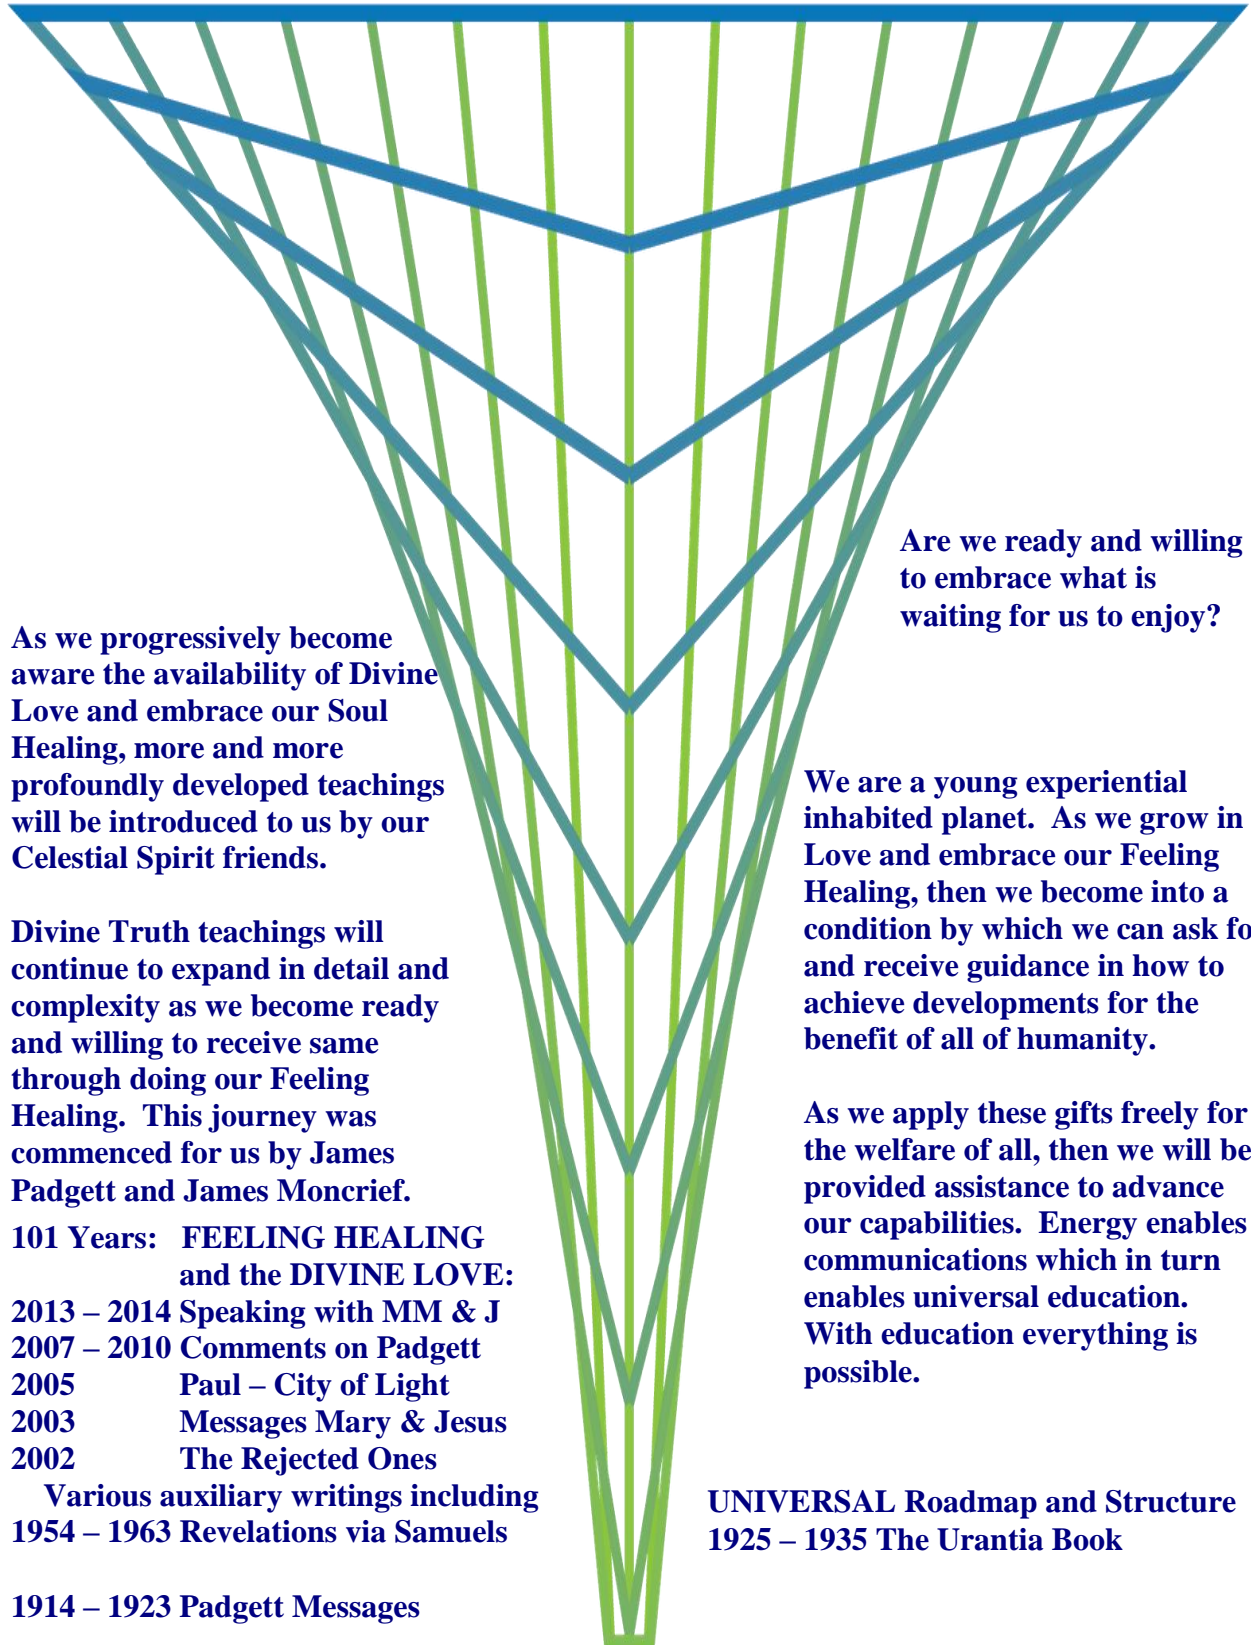 As we progressively become
aware the availability of Divine
Love and embrace our Soul
Healing, more and more
profoundly developed teachings
will be introduced to us by our
Celestial Spirit friends.
Divine Truth teachings will
continue to expand in detail and
complexity as we become ready
and willing to receive same
through doing our Feeling
Healing.  This journey was
commenced for us by James
Padgett and James Moncrief.
101 Years:   FEELING HEALING
and the DIVINE LOVE:
2013 – 2014 Speaking with MM & J
2007 – 2010 Comments on Padgett
2005 Paul – City of Light
2003 Messages Mary & Jesus
2002 The Rejected Ones
Various auxiliary writings including
1954 – 1963 Revelations via Samuels
1914 – 1923 Padgett Messages
Are we ready and willing
to embrace what is
waiting for us to enjoy?
We are a young experiential
inhabited planet.  As we grow in
Love and embrace our Feeling
Healing, then we become into a
condition by which we can ask fo
and receive guidance in how to
achieve developments for the
benefit of all of humanity.
As we apply these gifts freely for
the welfare of all, then we will be
provided assistance to advance
our capabilities.  Energy enables
communications which in turn
enables universal education.
With education everything is
possible.
UNIVERSAL Roadmap and Structure
1925 – 1935 The Urantia Book